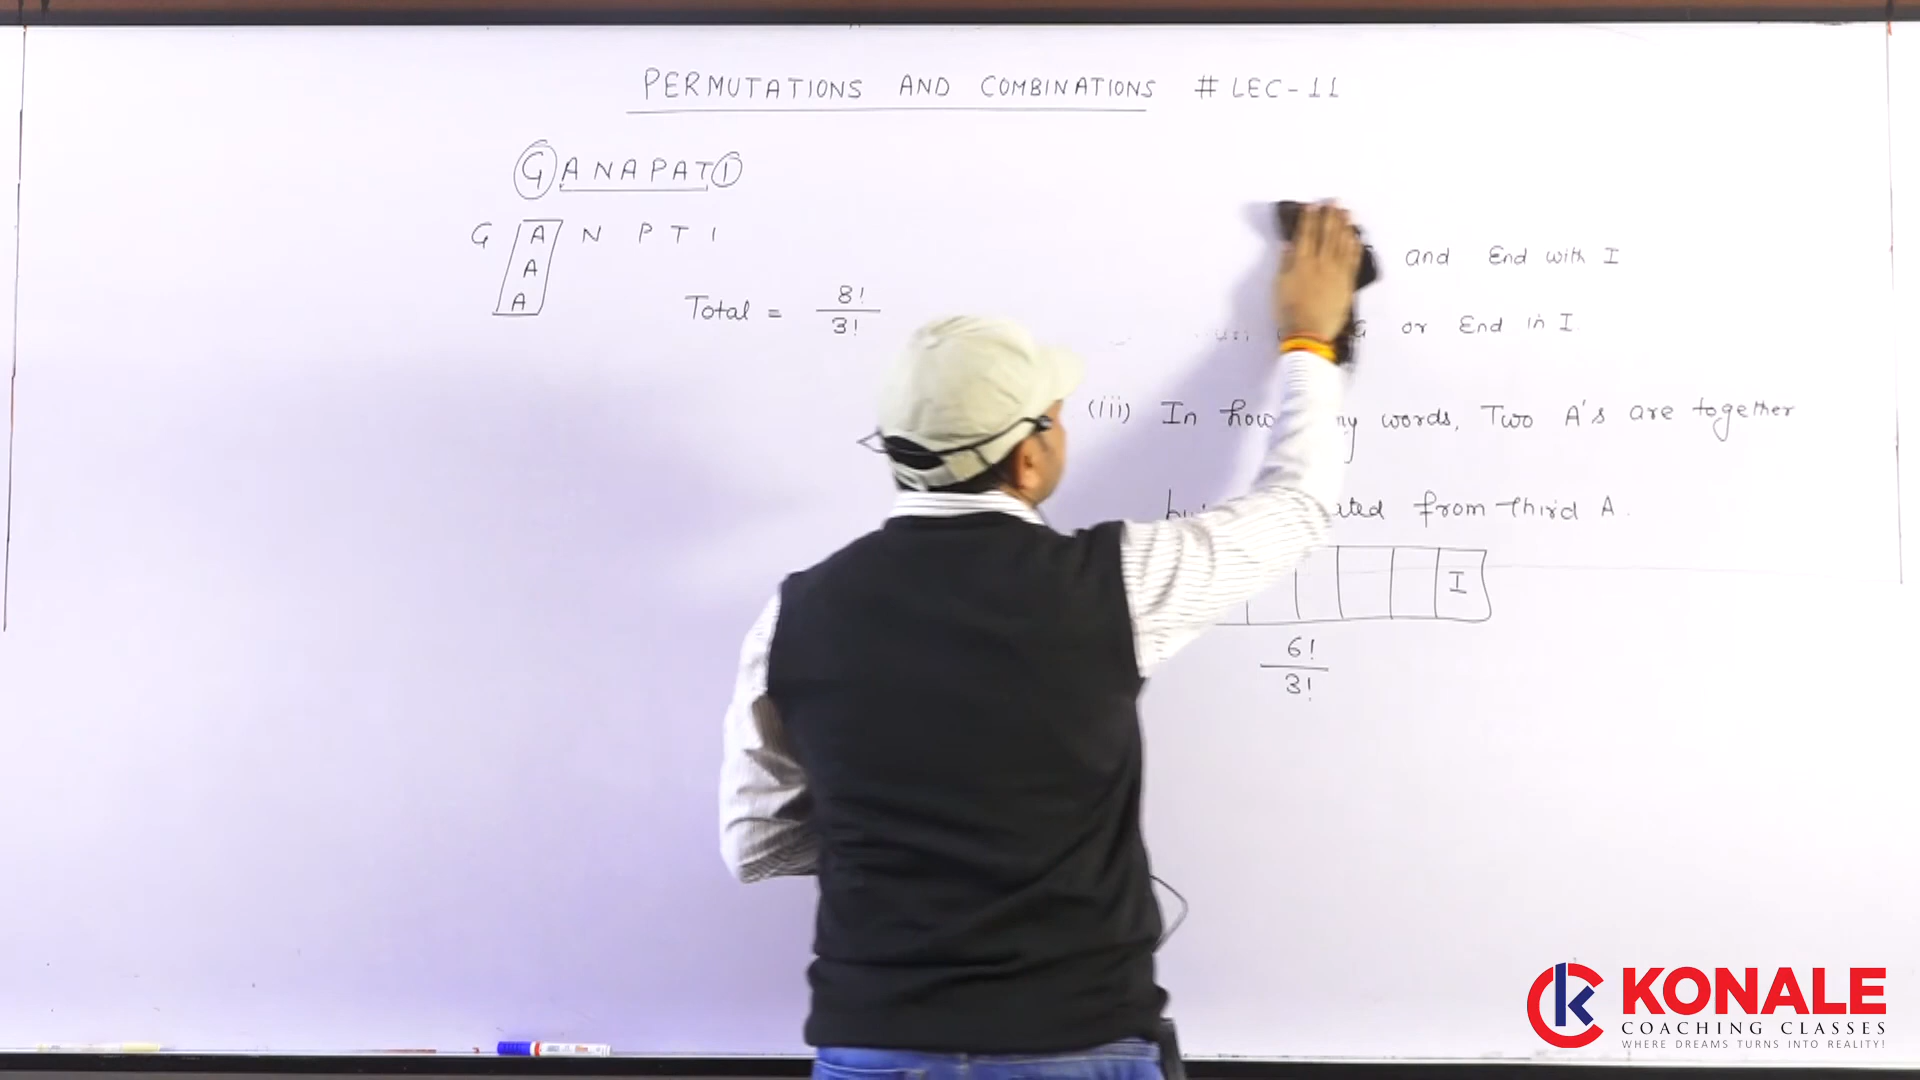 PERMUTATIONS AND COMBINATIONS # LEC-11
GANAPATI
G A N P T I
A
A
Total = 8!
3!
and End with I
or End in I.
(iii) In how words, Two A's are together
from third A.
I
6!
3!
KONALE
COACHING CLASSES
WHERE DREAMS TURNS INTO REALITY!